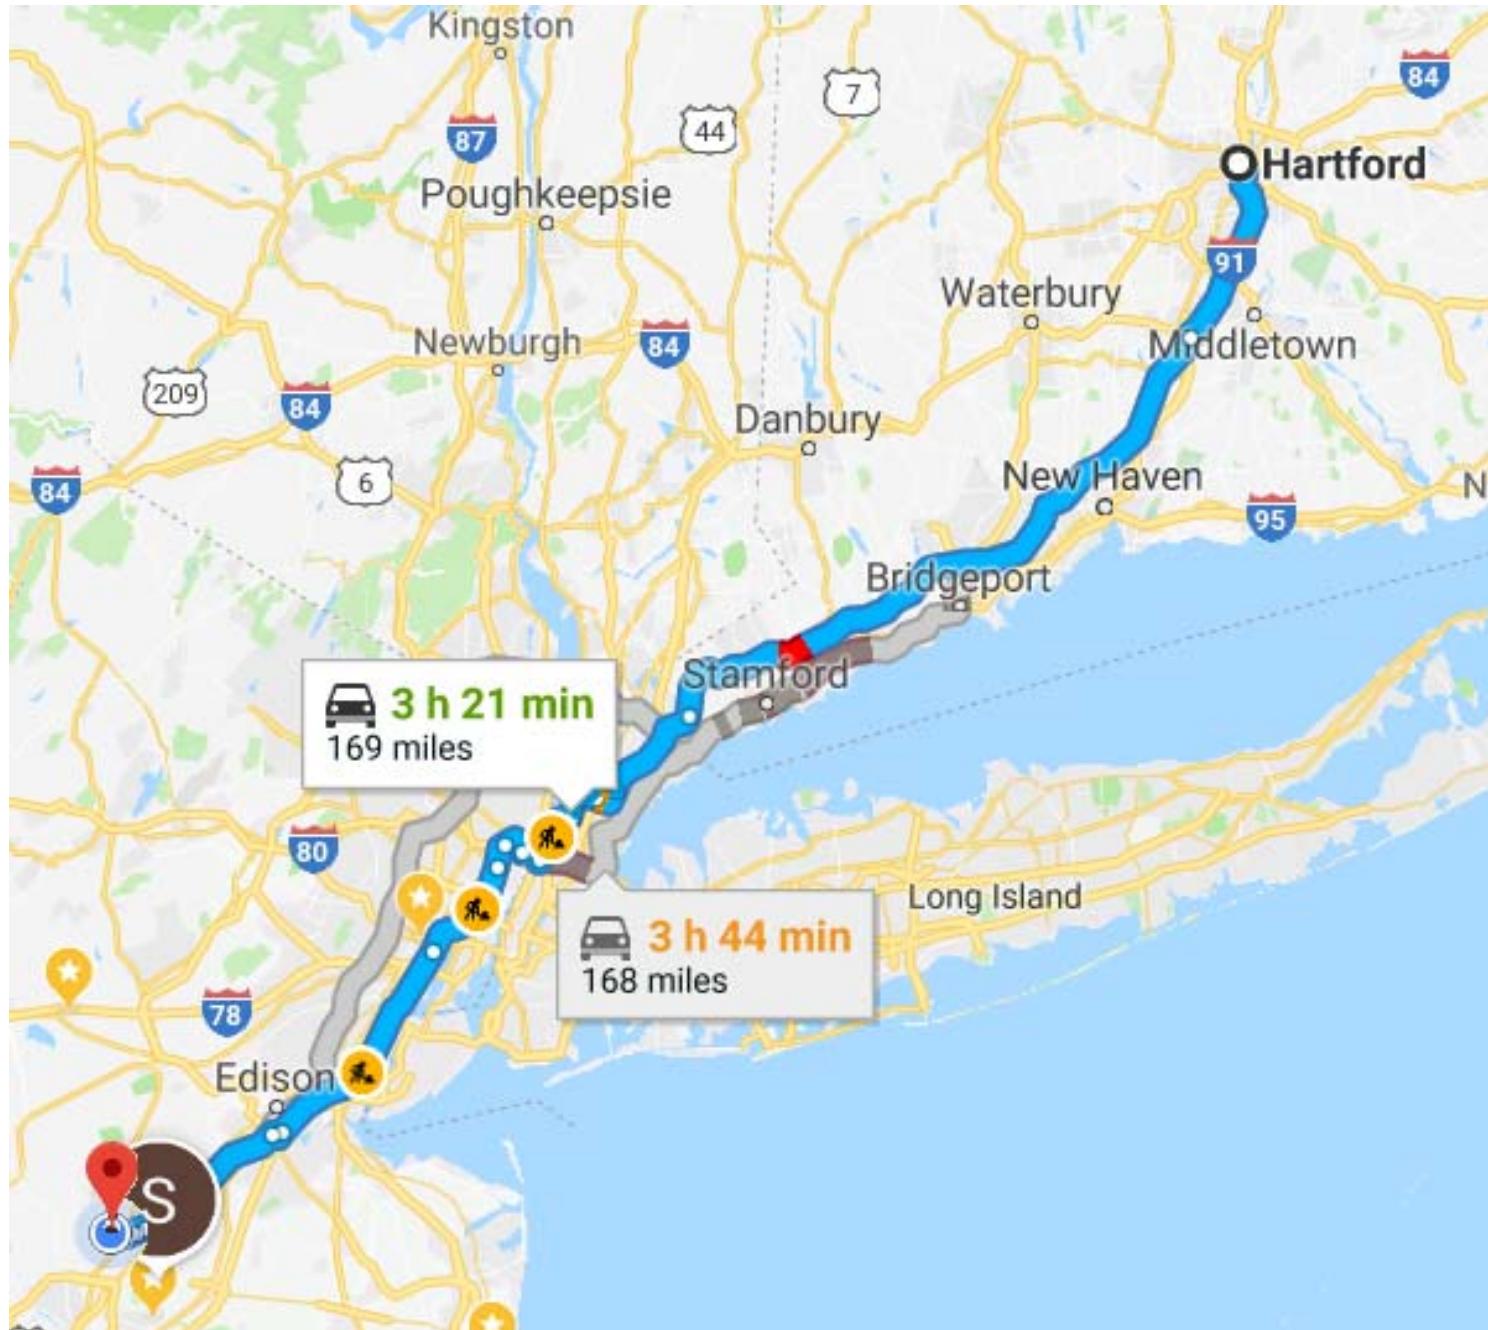 Kingston
84
7
44
87
Hartford
Poughkeepsie
91
Waterbury
Newburgh
84
Middletown
209
84
Danbury
6
New Haven
84
N
95
Bridgeport
Stamford
3 h 21 min
169 miles
80
Long Island
3 h 44 min
168 miles
78
Edison
S